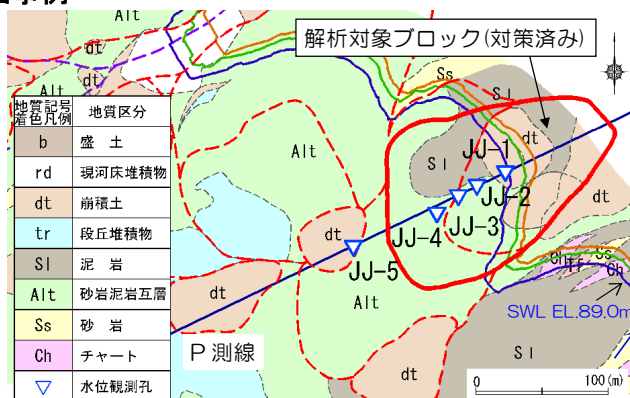 解析対象ブロック(対策済み)
Alt
dt
Alt
dt
Ss
Sl
地質記号
着色凡例
地質区分
b 盛土
rd 現河床堆積物
dt 崩積土
tr 段丘堆積物
Sl 泥岩
Alt 砂岩泥岩互層
Ss 砂岩
Ch チャート
▽ 水位観測孔
Alt
Sl
JJ-1
dt
JJ-2
JJ-3
JJ-4
dt
dt
JJ-5
Alt
dt
P測線
dt
Sl
Ch
Tf
Ss
Ch
SWL EL.89.0m
0 100(m)